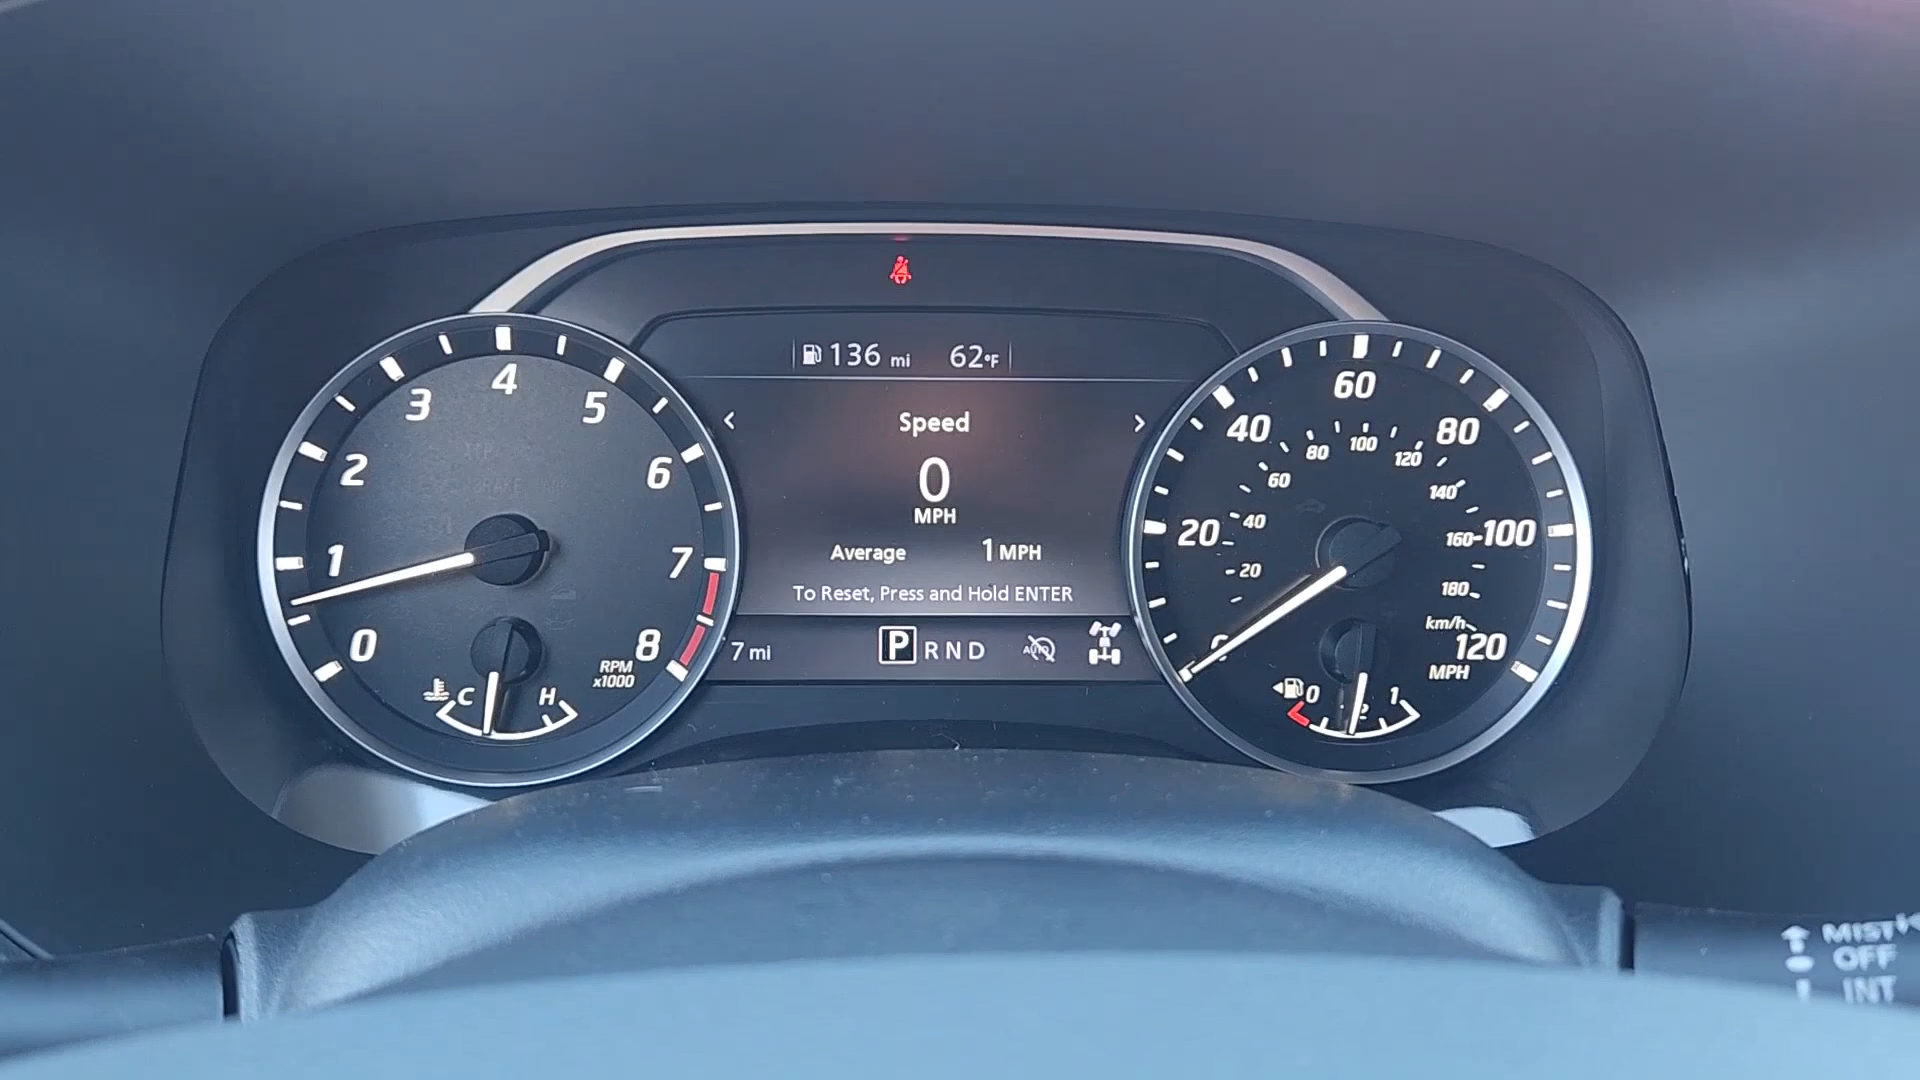 136 mi 62°F
Speed
0
MPH
Average 1 MPH
To Reset, Press and Hold ENTER
7 mi P R N D AUTO
0 1 2 3 4 5 6 7 8
RPM
x1000
C H
20 40 60 80 100 120
MPH
20 40 60 80 100 120 140 160 180
km/h
0 1
MIST
OFF
INT